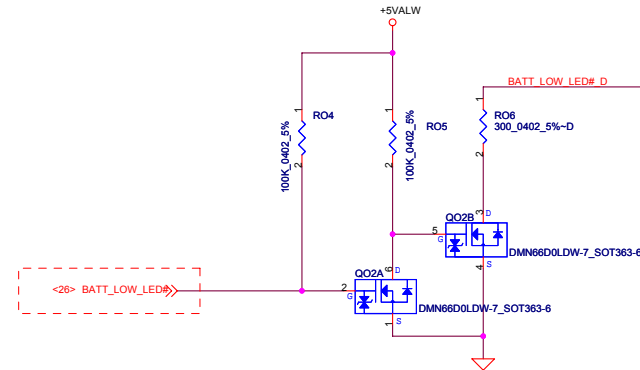 +5VALW
BATT_LOW_LED#_D
1
1
1
RO4
RO5
RO6
300_0402_5%~D
100K_0402_5%
100K_0402_5%
2
2
2
QO2B
3
D
5
G
S
4
DMN66D0LDW-7_SOT363-6
QO2A
6
D
<26> BATT_LOW_LED#
2
G
S
1
DMN66D0LDW-7_SOT363-6